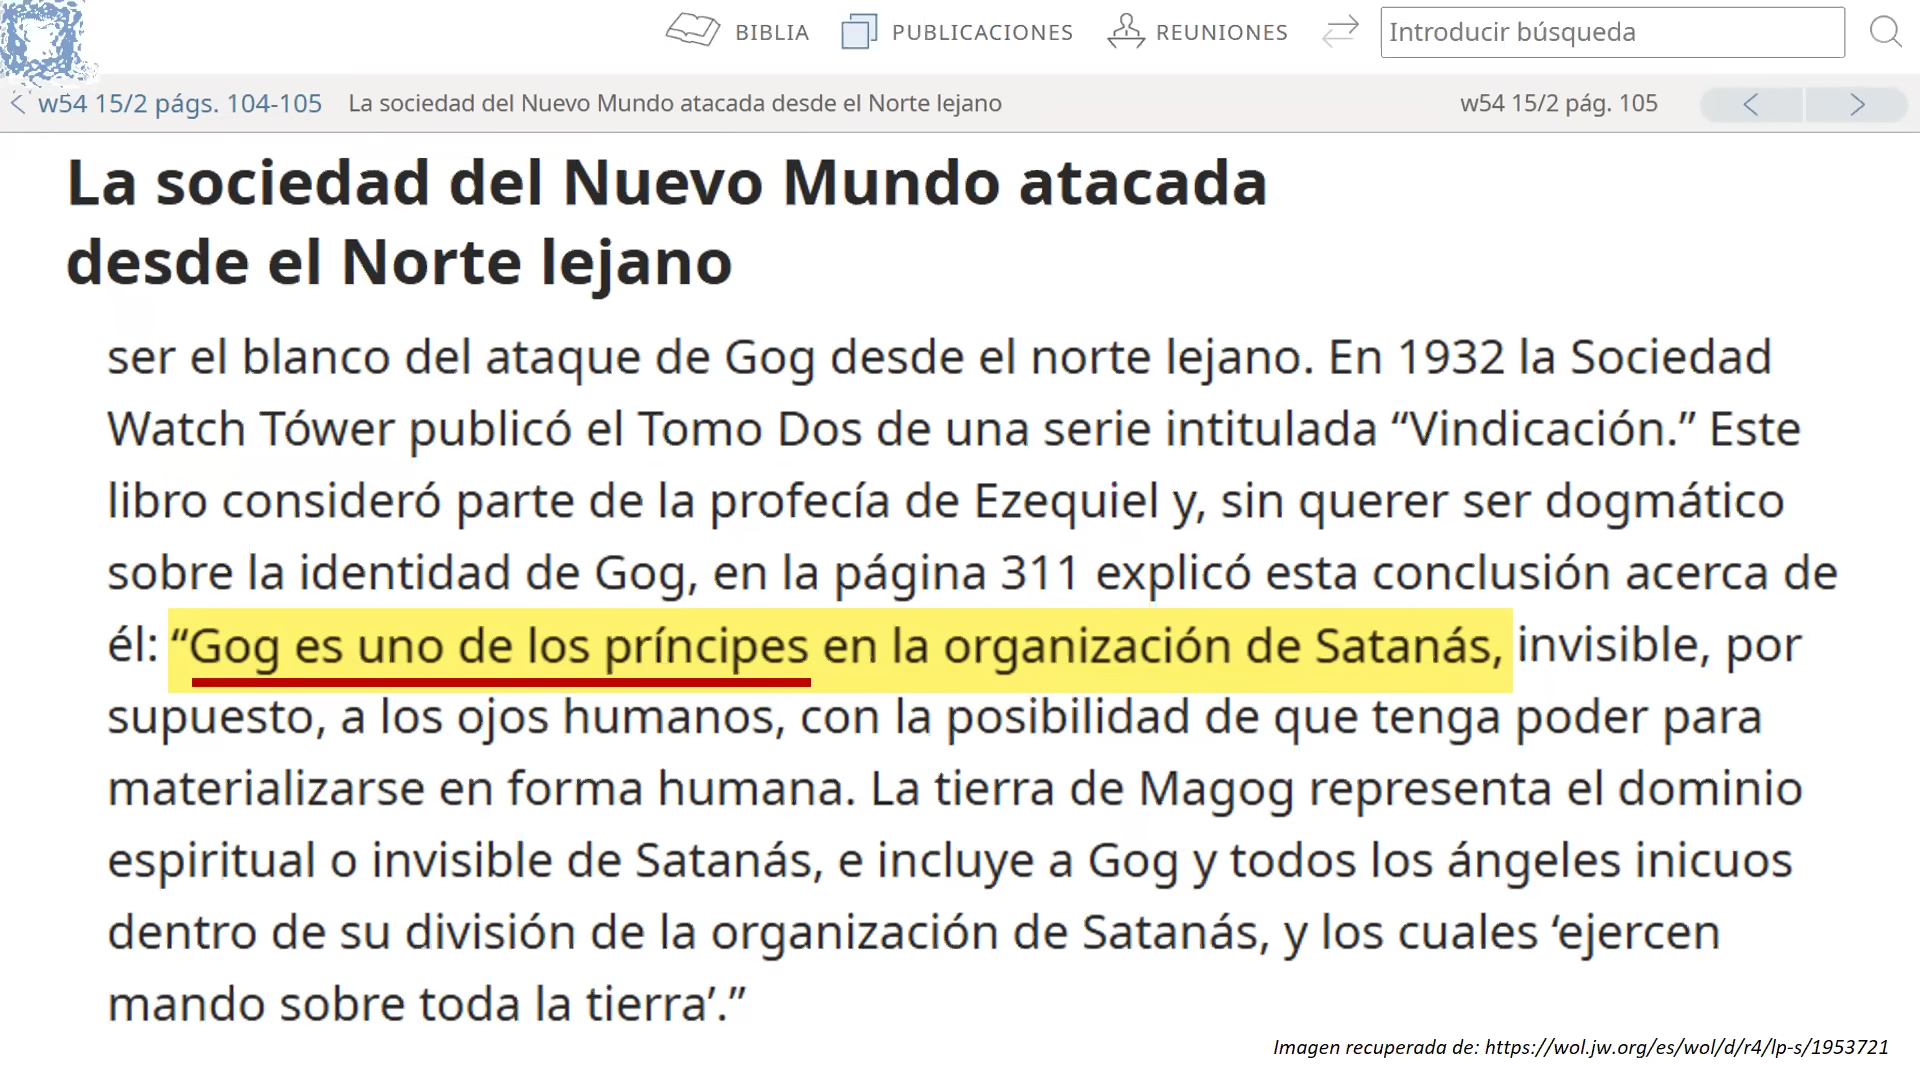 BIBLIA PUBLICACIONES REUNIONES Introducir búsqueda
w54 15/2 págs. 104-105 La sociedad del Nuevo Mundo atacada desde el Norte lejano w54 15/2 pág. 105
La sociedad del Nuevo Mundo atacada
desde el Norte lejano
ser el blanco del ataque de Gog desde el norte lejano. En 1932 la Sociedad
Watch Tówer publicó el Tomo Dos de una serie intitulada “Vindicación.” Este
libro consideró parte de la profecía de Ezequiel y, sin querer ser dogmático
sobre la identidad de Gog, en la página 311 explicó esta conclusión acerca de
él: “Gog es uno de los príncipes en la organización de Satanás, invisible, por
supuesto, a los ojos humanos, con la posibilidad de que tenga poder para
materializarse en forma humana. La tierra de Magog representa el dominio
espiritual o invisible de Satanás, e incluye a Gog y todos los ángeles inicuos
dentro de su división de la organización de Satanás, y los cuales ‘ejercen
mando sobre toda la tierra’.”
Imagen recuperada de: https://wol.jw.org/es/wol/d/r4/lp-s/1953721